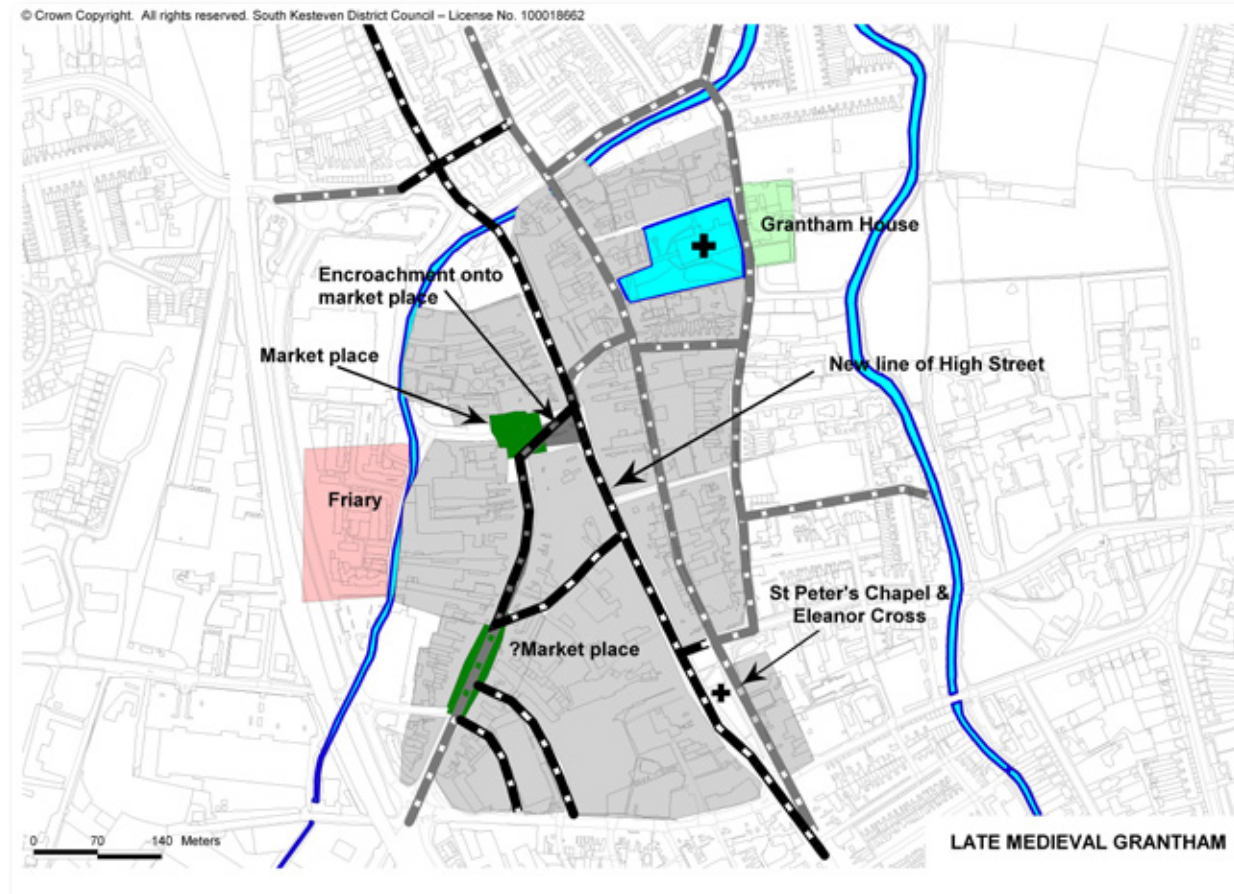 © Crown Copyright. All rights reserved. South Kesteven District Council – License No. 100018662
Grantham House
Encroachment onto
market place
Market place
New line of High Street
Friary
St Peter's Chapel &
Eleanor Cross
?Market place
0 70 140 Meters
LATE MEDIEVAL GRANTHAM